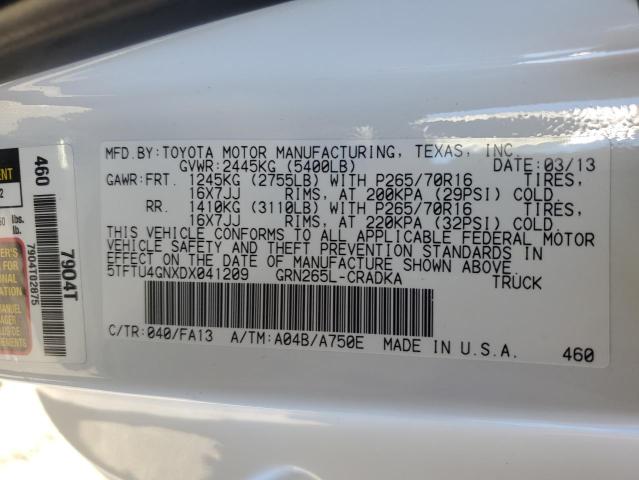 MFD.BY:TOYOTA MOTOR MANUFACTURING, TEXAS, INC.
GVWR:2445KG (5400LB) DATE:03/13
GAWR:FRT. 1245KG (2755LB) WITH P265/70R16 TIRES,
16X7JJ RIMS, AT 200KPA (29PSI) COLD
RR. 1410KG (3110LB) WITH P265/70R16 TIRES,
16X7JJ RIMS, AT 220KPA (32PSI) COLD
THIS VEHICLE CONFORMS TO ALL APPLICABLE FEDERAL MOTOR
VEHICLE SAFETY AND THEFT PREVENTION STANDARDS IN
EFFECT ON THE DATE OF MANUFACTURE SHOWN ABOVE.
5TFTU4GNXDX041209 GRN265L-CRADKA TRUCK
C/TR:040/FA13 A/TM:A04B/A750E MADE IN U.S.A. 460
460 7904T
7904T02875
lbs.
lb.